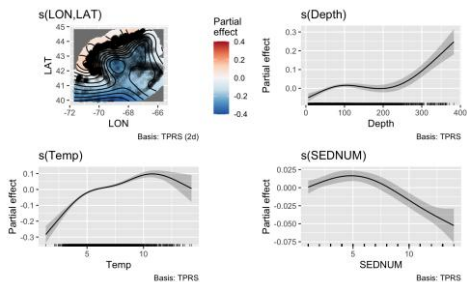 s(LON,LAT)
45
44
43
42
41
40
LAT
-72
-70
-68
-66
LON
Basis: TPRS (2d)
Partial
effect
0.4
0.2
0.0
-0.2
-0.4
s(Depth)
0.3
0.2
0.1
0.0
Partial effect
0
100
200
300
400
Depth
Basis: TPRS
s(Temp)
0.1
0.0
-0.1
-0.2
-0.3
Partial effect
5
10
Temp
Basis: TPRS
s(SEDNUM)
0.025
0.000
-0.025
-0.050
-0.075
Partial effect
5
10
SEDNUM
Basis: TPRS